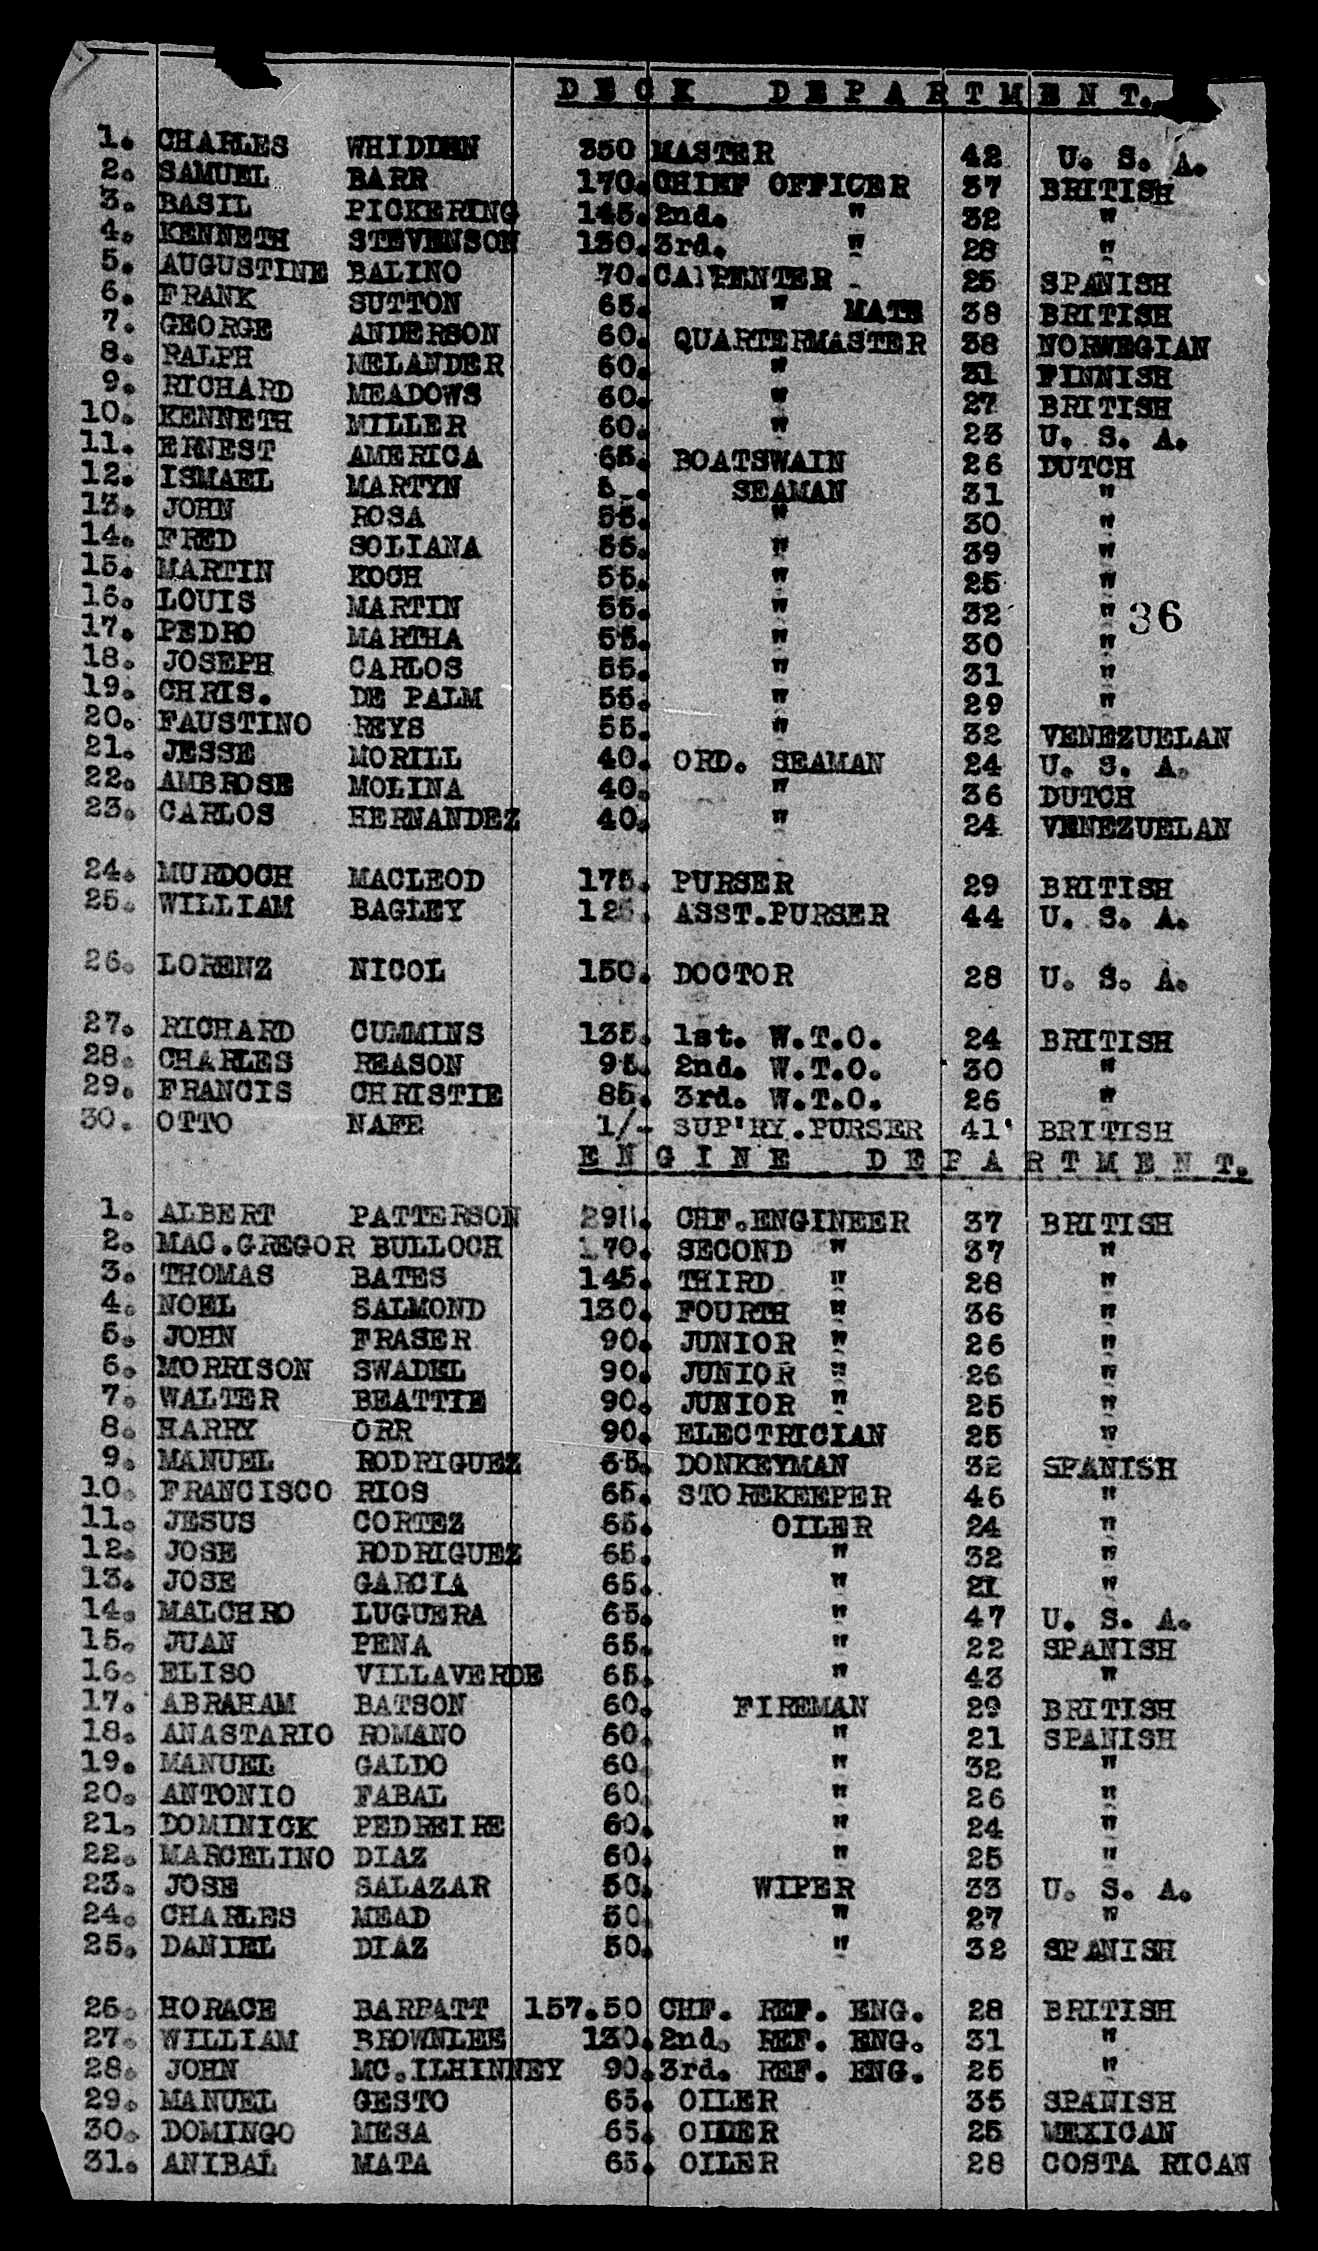 DECK DEPARTMENT.
1. CHARLES WHIDDEN 350 MASTER 42 U. S. A.
2. SAMUEL BARR 170. CHIEF OFFICER 37 BRITISH
3. BASIL PICKERING 145. 2nd. " 32 "
4. KENNETH STEVENSON 130. 3rd. " 28 "
5. AUGUSTINE BALINO 70. CARPENTER 25 SPANISH
6. FRANK SUTTON 65. " MATE 38 BRITISH
7. GEORGE ANDERSON 60. QUARTERMASTER 38 NORWEGIAN
8. RALPH MELANDER 60. " 31 FINNISH
9. RICHARD MEADOWS 60. " 27 BRITISH
10. KENNETH MILLER 60. " 23 U. S. A.
11. ERNEST AMERICA 65. BOATSWAIN 26 DUTCH
12. ISMAEL MARTYN SEAMAN 31 "
13. JOHN ROSA 55. " 30 "
14. FRED SOLIANA 55. " 39 "
15. MARTIN KOCH 55. " 25 "
16. LOUIS MARTIN 55. " 32 " 36
17. PEDRO MARTHA 55. " 30 "
18. JOSEPH CARLOS 55. " 31 "
19. CHRIS. DE PALM 55. " 29 "
20. FAUSTINO REYS 55. " 32 VENEZUELAN
21. JESSE MORILL 40. ORD. SEAMAN 24 U. S. A.
22. AMBROSE MOLINA 40. " 36 DUTCH
23. CARLOS HERNANDEZ 40. " 24 VENEZUELAN
24. MURDOCH MACLEOD 175. PURSER 29 BRITISH
25. WILLIAM BAGLEY 125. ASST.PURSER 44 U. S. A.
26. LORENZ NICOL 150. DOCTOR 28 U. S. A.
27. RICHARD CUMMINS 135. 1st. W.T.O. 24 BRITISH
28. CHARLES REASON 95. 2nd. W.T.O. 30 "
29. FRANCIS CHRISTIE 85. 3rd. W.T.O. 26 "
30. OTTO NAFE 1/- SUP'RY.PURSER 41 BRITISH
ENGINE DEPARTMENT.
1. ALBERT PATTERSON CHF.ENGINEER 37 BRITISH
2. MAC.GREGOR BULLOCH 170. SECOND " 37 "
3. THOMAS BATES 145. THIRD " 28 "
4. NOEL SALMOND 130. FOURTH " 36 "
5. JOHN FRASER 90. JUNIOR " 26 "
6. MORRISON SWADEL 90. JUNIOR " 26 "
7. WALTER BEATTIE 90. JUNIOR " 25 "
8. HARRY ORR 90. ELECTRICIAN 25 "
9. MANUEL RODRIGUEZ 65. DONKEYMAN 32 SPANISH
10. FRANCISCO RIOS 65. STOREKEEPER 46 "
11. JESUS CORTEZ 65. OILER 24 "
12. JOSE RODRIGUEZ 65. " 32 "
13. JOSE GARCIA 65. " 21 "
14. MALCHRO LUGUERA 65. " 47 U. S. A.
15. JUAN PENA 65. " 22 SPANISH
16. ELISO VILLAVERDE 65. " 43 "
17. ABRAHAM BATSON 60. FIREMAN 29 BRITISH
18. ANASTARIO ROMANO 60. " 21 SPANISH
19. MANUEL GALDO 60. " 32 "
20. ANTONIO FABAL 60. " 26 "
21. DOMINICK PEDREIRE 60. " 24 "
22. MARCELINO DIAZ 60. " 25 "
23. JOSE SALAZAR 50. WIPER 33 U. S. A.
24. CHARLES MEAD 50. " 27 "
25. DANIEL DIAZ 50. " 32 SPANISH
26. HORACE BARRATT 157.50 CHF. REF. ENG. 28 BRITISH
27. WILLIAM BROWNLEE 130. 2nd. REF. ENG. 31 "
28. JOHN MC.ILHINNEY 90. 3rd. REF. ENG. 25 "
29. MANUEL GESTO 65. OILER 35 SPANISH
30. DOMINGO MESA 65. OILER 25 MEXICAN
31. ANIBAL MATA 65. OILER 28 COSTA RICAN